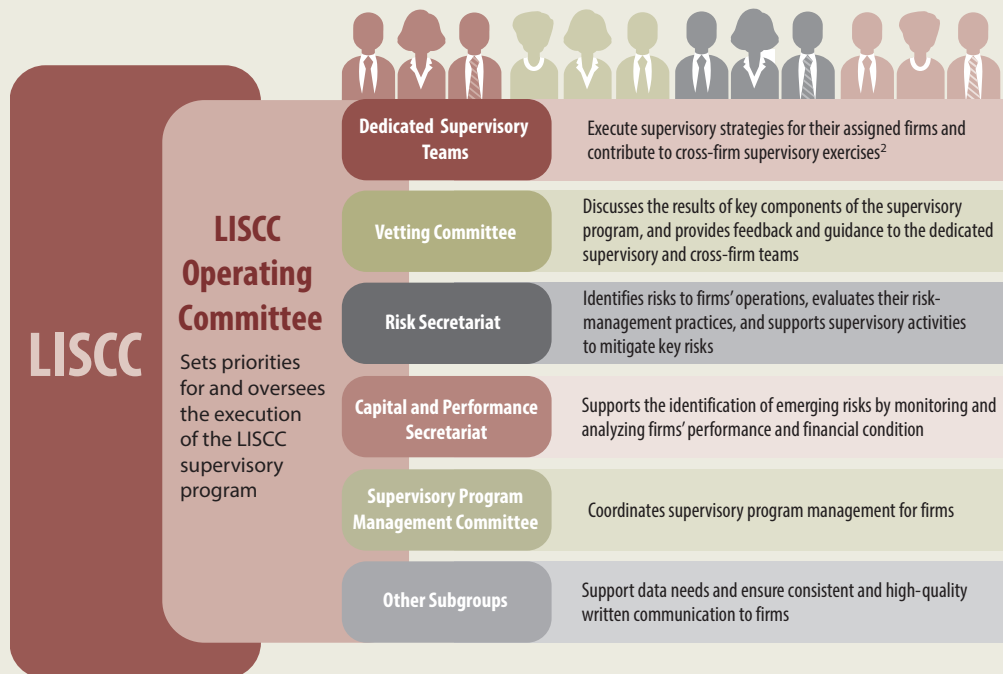 LISCC
LISCC
Operating
Committee
Sets priorities
for and oversees
the execution
of the LISCC
supervisory
program
Dedicated Supervisory
Teams
Execute supervisory strategies for their assigned firms and
contribute to cross-firm supervisory exercises²
Vetting Committee
Discusses the results of key components of the supervisory
program, and provides feedback and guidance to the dedicated
supervisory and cross-firm teams
Risk Secretariat
Identifies risks to firms’ operations, evaluates their risk-
management practices, and supports supervisory activities
to mitigate key risks
Capital and Performance
Secretariat
Supports the identification of emerging risks by monitoring and
analyzing firms’ performance and financial condition
Supervisory Program
Management Committee
Coordinates supervisory program management for firms
Other Subgroups
Support data needs and ensure consistent and high-quality
written communication to firms